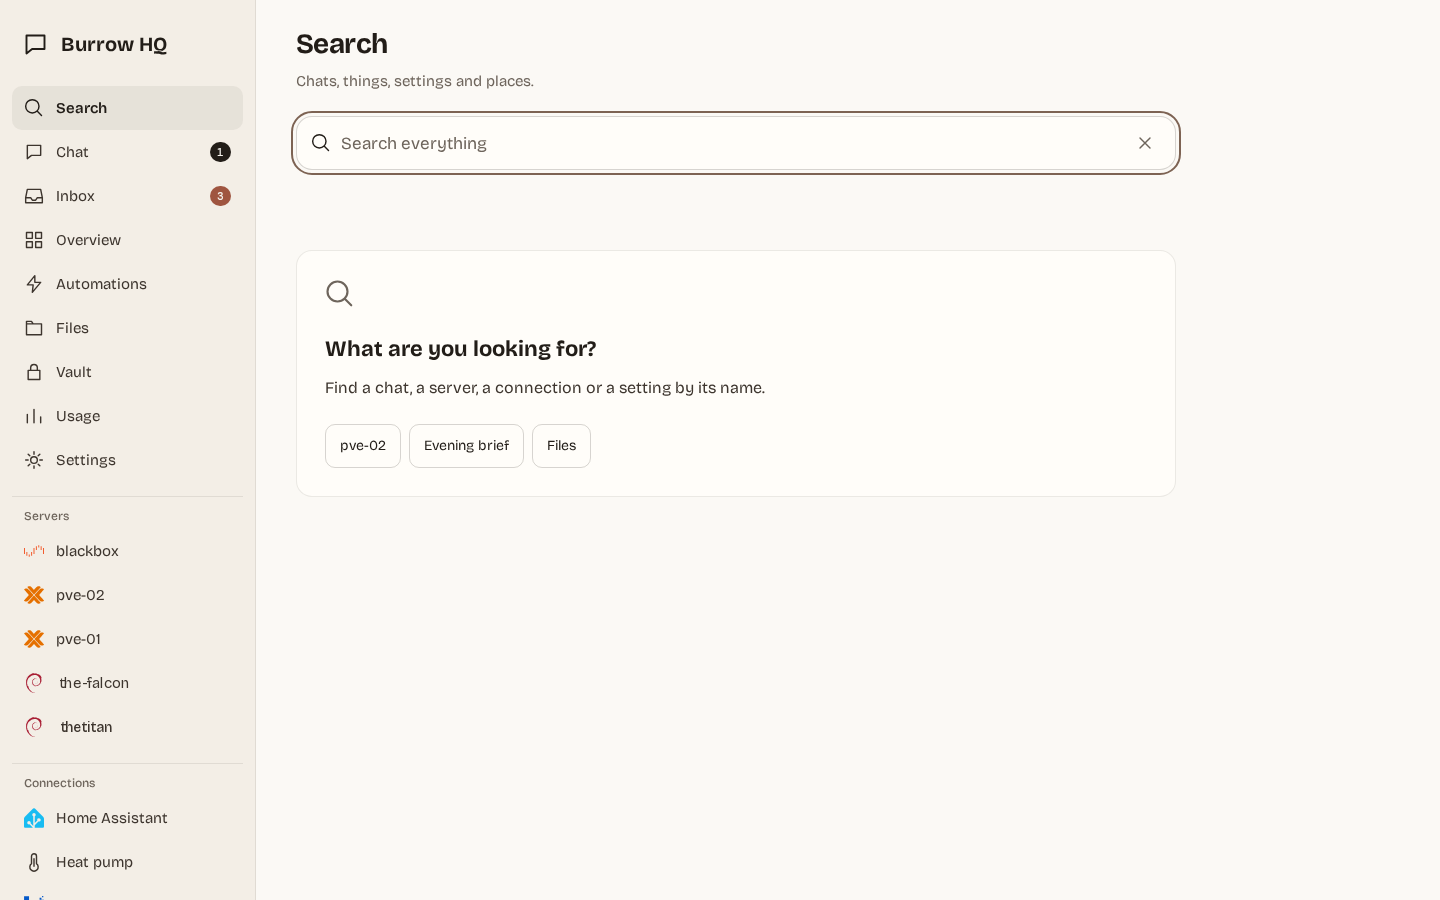 Burrow HQ
Search
Chat 1
Inbox 3
Overview
Automations
Files
Vault
Usage
Settings
Servers
blackbox
pve-02
pve-01
the-falcon
thetitan
Connections
Home Assistant
Heat pump
Search
Chats, things, settings and places.
Search everything
What are you looking for?
Find a chat, a server, a connection or a setting by its name.
pve-02 Evening brief Files